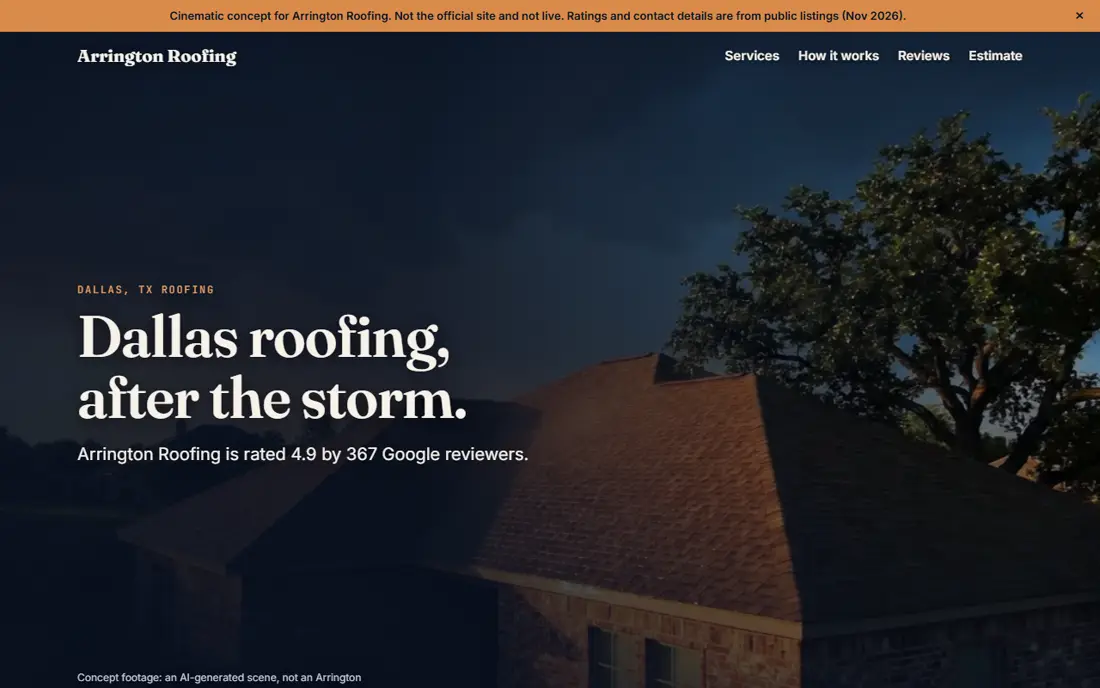 Cinematic concept for Arrington Roofing. Not the official site and not live. Ratings and contact details are from public listings (Nov 2026). ✕
Arrington Roofing
Services How it works Reviews Estimate
DALLAS, TX ROOFING
Dallas roofing,
after the storm.
Arrington Roofing is rated 4.9 by 367 Google reviewers.
Concept footage: an AI-generated scene, not an Arrington